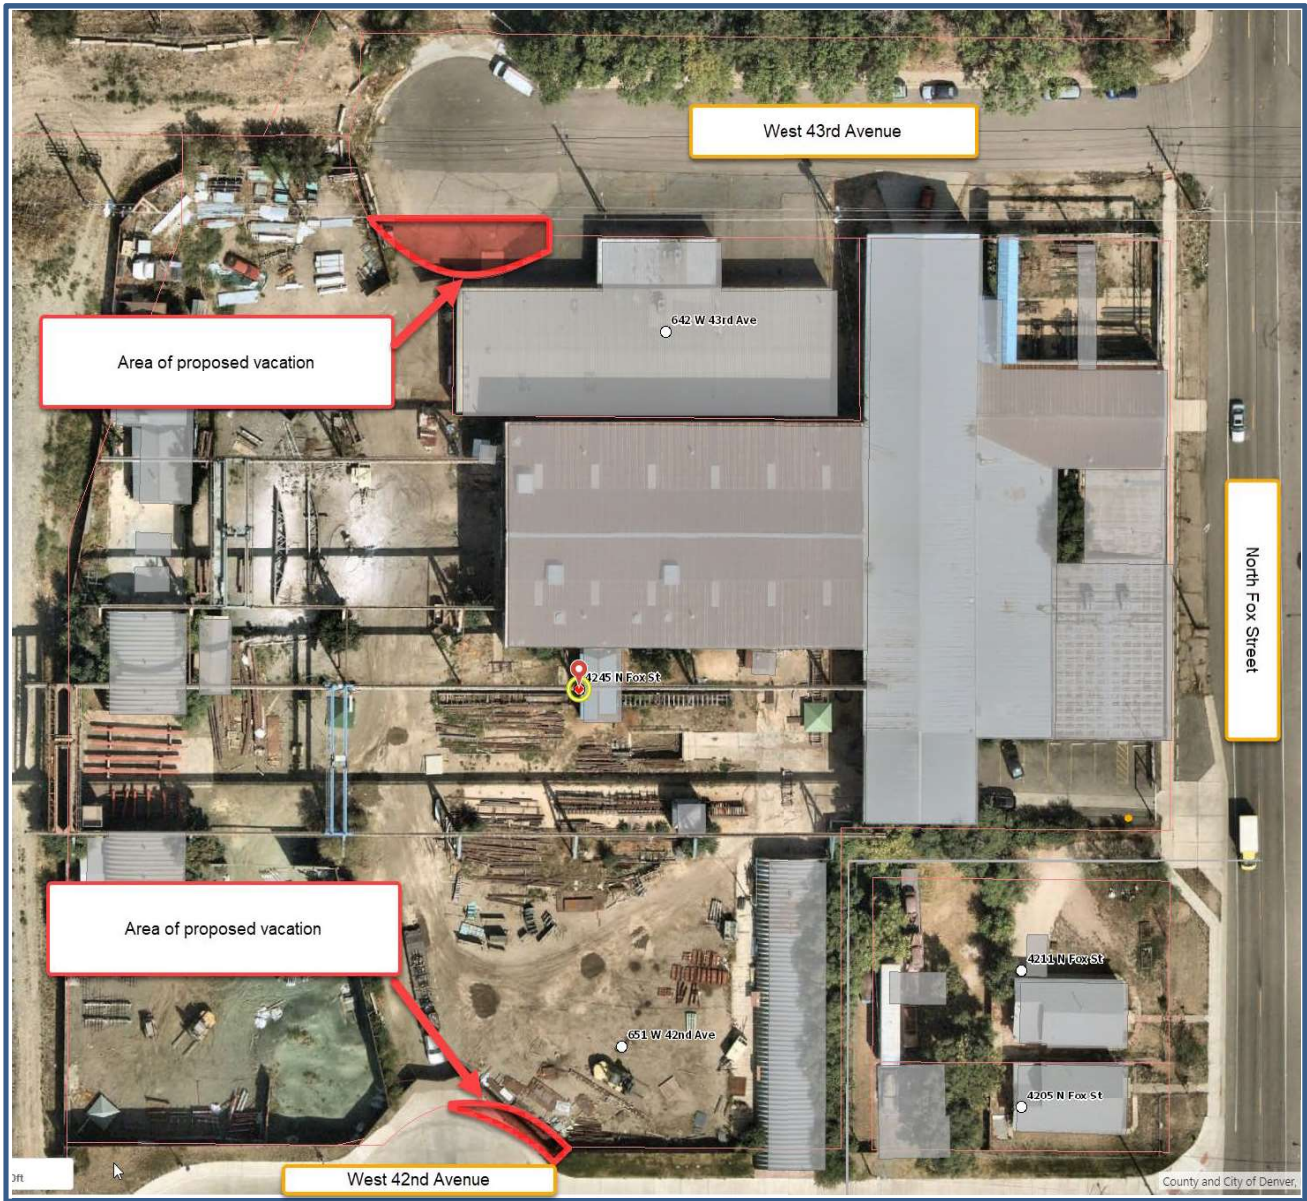 West 43rd Avenue
642 W 43rd Ave
Area of proposed vacation
North Fox Street
4245 N Fox St
Area of proposed vacation
4211 N Fox St
651 W 42nd Ave
4205 N Fox St
West 42nd Avenue
County and City of Denver,